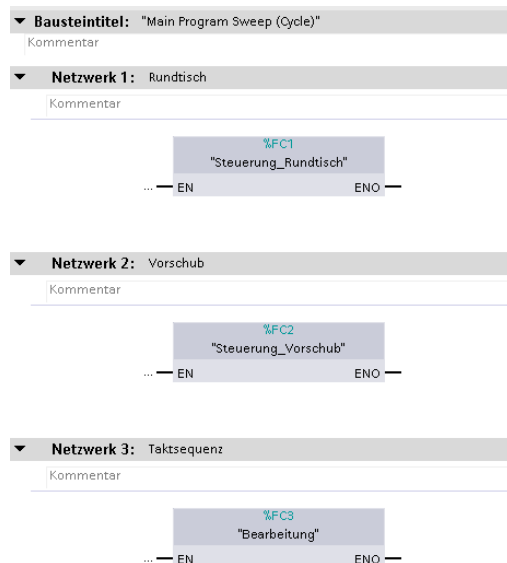 Bausteintitel: "Main Program Sweep (Cycle)"
Kommentar
Netzwerk 1: Rundtisch
Kommentar
%FC1
"Steuerung_Rundtisch"
... EN ENO
Netzwerk 2: Vorschub
Kommentar
%FC2
"Steuerung_Vorschub"
... EN ENO
Netzwerk 3: Taktsequenz
Kommentar
%FC3
"Bearbeitung"
... EN ENO